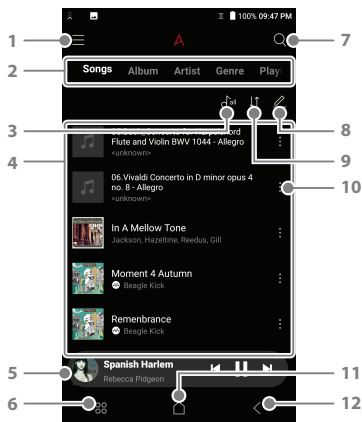 100% 09:47 PM
1
7
2
Songs Album Artist Genre Play
all
3
8
4
9
Flute and Violin BWV 1044 - Allegro
<unknown>
06.Vivaldi Concerto in D minor opus 4
no. 8 - Allegro
<unknown>
10
In A Mellow Tone
Jackson, Hazeltine, Reedus, Gill
Moment 4 Autumn
Beagle Kick
Remenbrance
Beagle Kick
5
Spanish Harlem
Rebecca Pidgeon
11
6
12